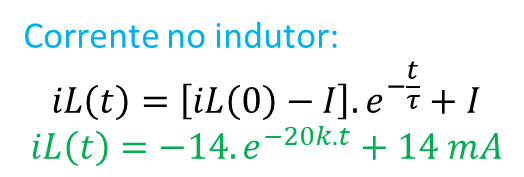 Corrente no indutor:
iL(t) = [iL(0) − I]. e^{−t/τ} + I
iL(t) = −14. e^{−20k.t} + 14 mA